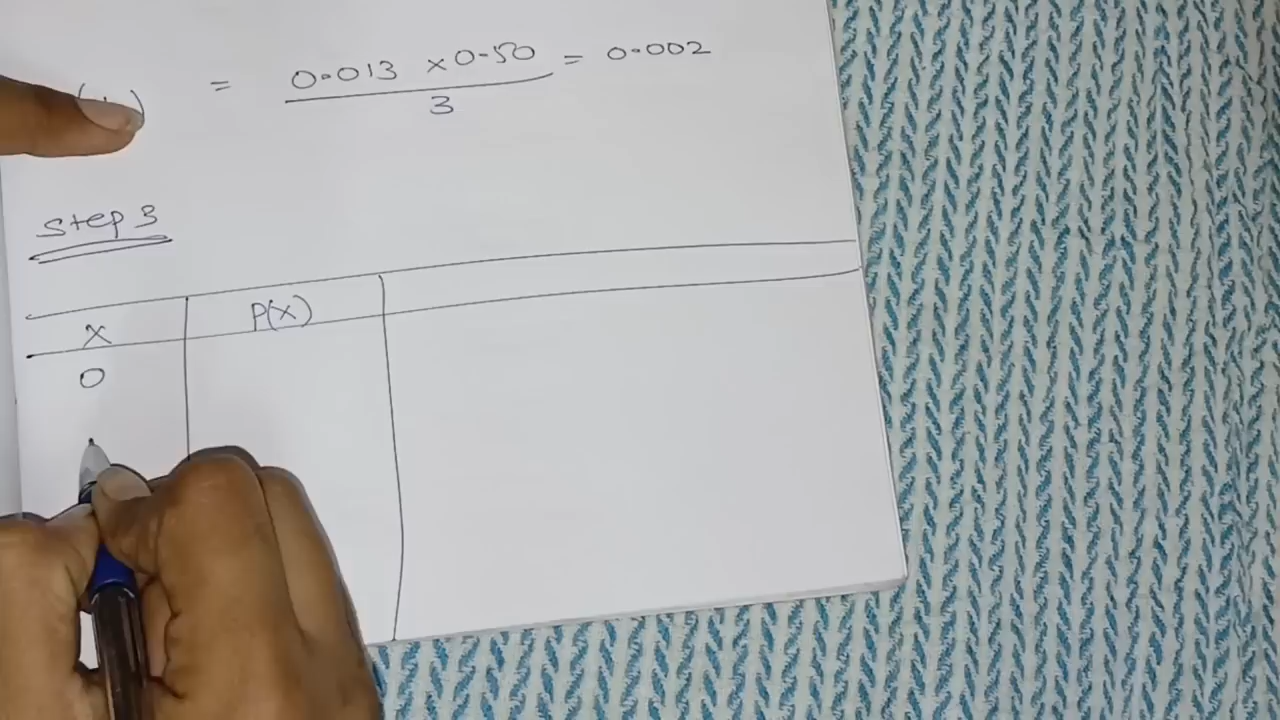 = 0.013 × 0.50 = 0.002
3
Step 3
X P(X)
0